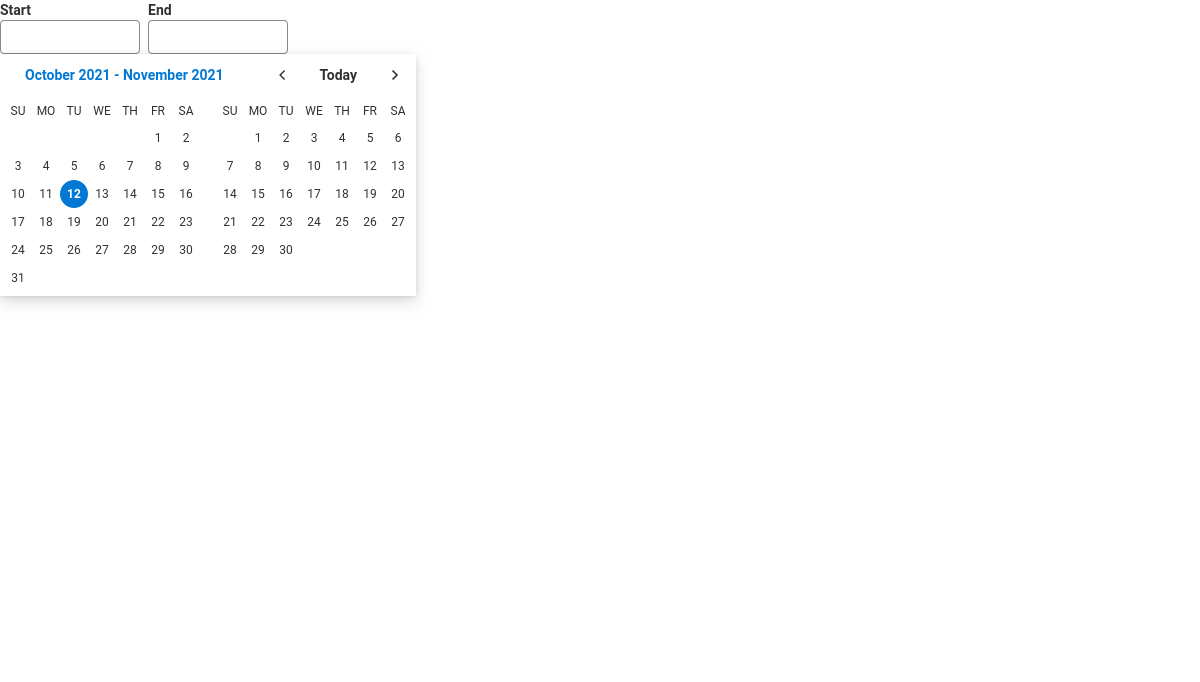 Start End
October 2021 - November 2021 Today
SU MO TU WE TH FR SA SU MO TU WE TH FR SA
1 2 1 2 3 4 5 6
3 4 5 6 7 8 9 7 8 9 10 11 12 13
10 11 12 13 14 15 16 14 15 16 17 18 19 20
17 18 19 20 21 22 23 21 22 23 24 25 26 27
24 25 26 27 28 29 30 28 29 30
31